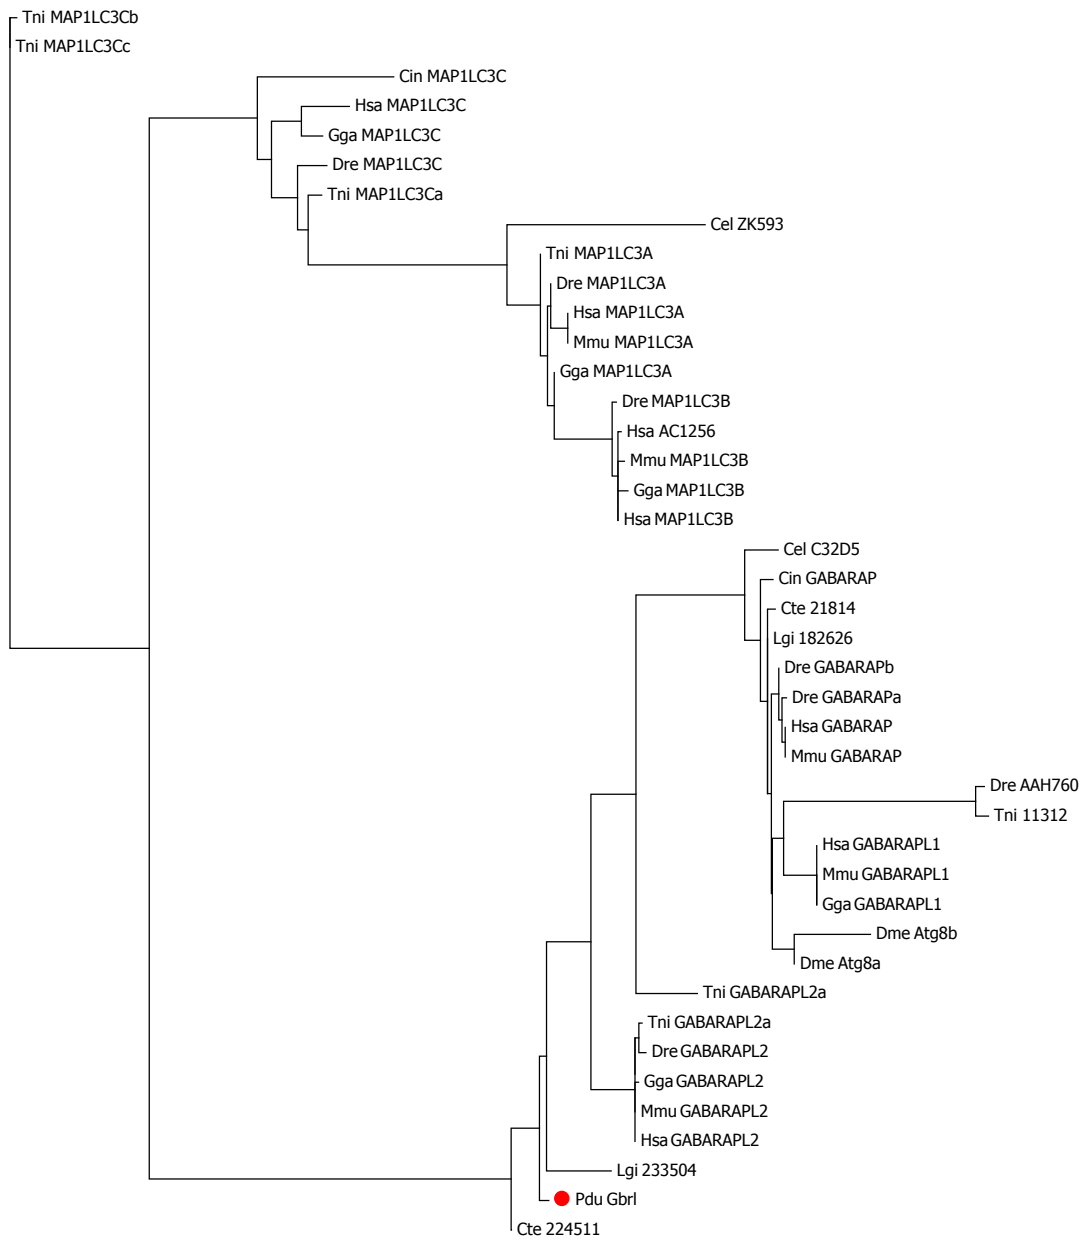 Tni MAP1LC3Cb
Tni MAP1LC3Cc
Cin MAP1LC3C
Hsa MAP1LC3C
Gga MAP1LC3C
Dre MAP1LC3C
Tni MAP1LC3Ca
Cel ZK593
Tni MAP1LC3A
Dre MAP1LC3A
Hsa MAP1LC3A
Mmu MAP1LC3A
Gga MAP1LC3A
Dre MAP1LC3B
Hsa AC1256
Mmu MAP1LC3B
Gga MAP1LC3B
Hsa MAP1LC3B
Cel C32D5
Cin GABARAP
Cte 21814
Lgi 182626
Dre GABARAPb
Dre GABARAPa
Hsa GABARAP
Mmu GABARAP
Dre AAH760
Tni 11312
Hsa GABARAPL1
Mmu GABARAPL1
Gga GABARAPL1
Dme Atg8b
Dme Atg8a
Tni GABARAPL2a
Tni GABARAPL2a
Dre GABARAPL2
Gga GABARAPL2
Mmu GABARAPL2
Hsa GABARAPL2
Lgi 233504
Pdu Gbrl
Cte 224511